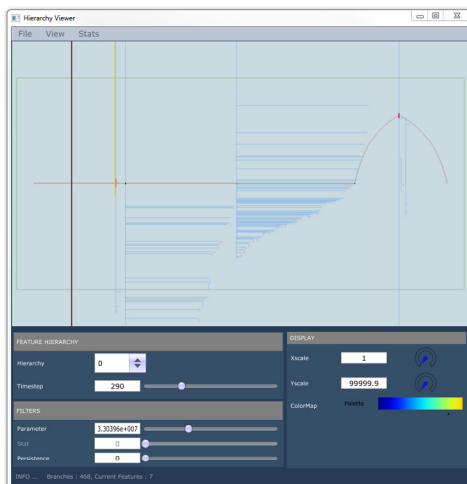 Hierarchy Viewer
File View Stats
FEATURE HIERARCHY
Hierarchy 0
Timestep 290
FILTERS
Parameter 3.30396e+007
Stat 0
Persistence 0
DISPLAY
Xscale 1
Yscale 99999.9
ColorMap Palette
INFO ... Branches : 468, Current Features : 7